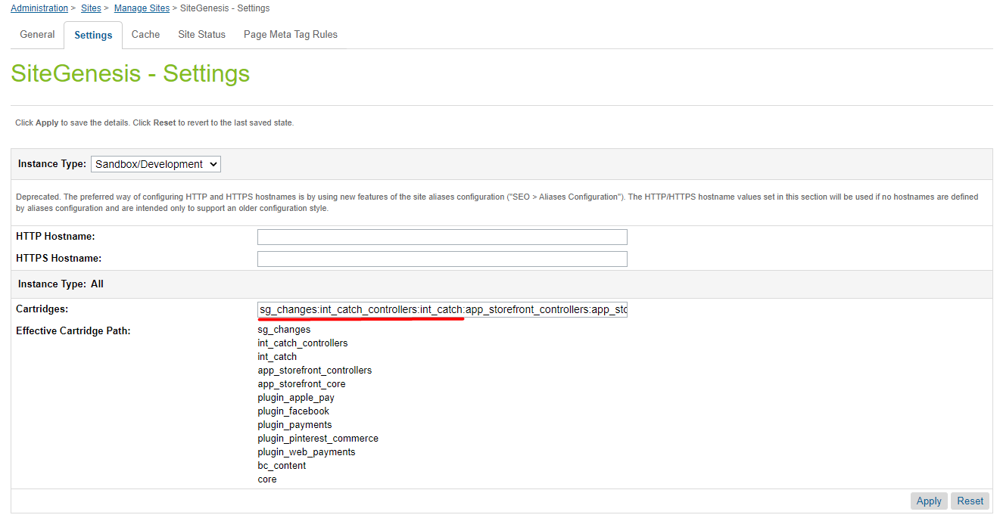 Administration > Sites > Manage Sites > SiteGenesis - Settings
General Settings Cache Site Status Page Meta Tag Rules
SiteGenesis - Settings
Click Apply to save the details. Click Reset to revert to the last saved state.
Instance Type: Sandbox/Development
Deprecated. The preferred way of configuring HTTP and HTTPS hostnames is by using new features of the site aliases configuration ("SEO > Aliases Configuration"). The HTTP/HTTPS hostname values set in this section will be used if no hostnames are defined
by aliases configuration and are intended only to support an older configuration style.
HTTP Hostname:
HTTPS Hostname:
Instance Type: All
Cartridges: sg_changes:int_catch_controllers:int_catch:app_storefront_controllers:app_sto
Effective Cartridge Path: sg_changes
int_catch_controllers
int_catch
app_storefront_controllers
app_storefront_core
plugin_apple_pay
plugin_facebook
plugin_payments
plugin_pinterest_commerce
plugin_web_payments
bc_content
core
Apply Reset